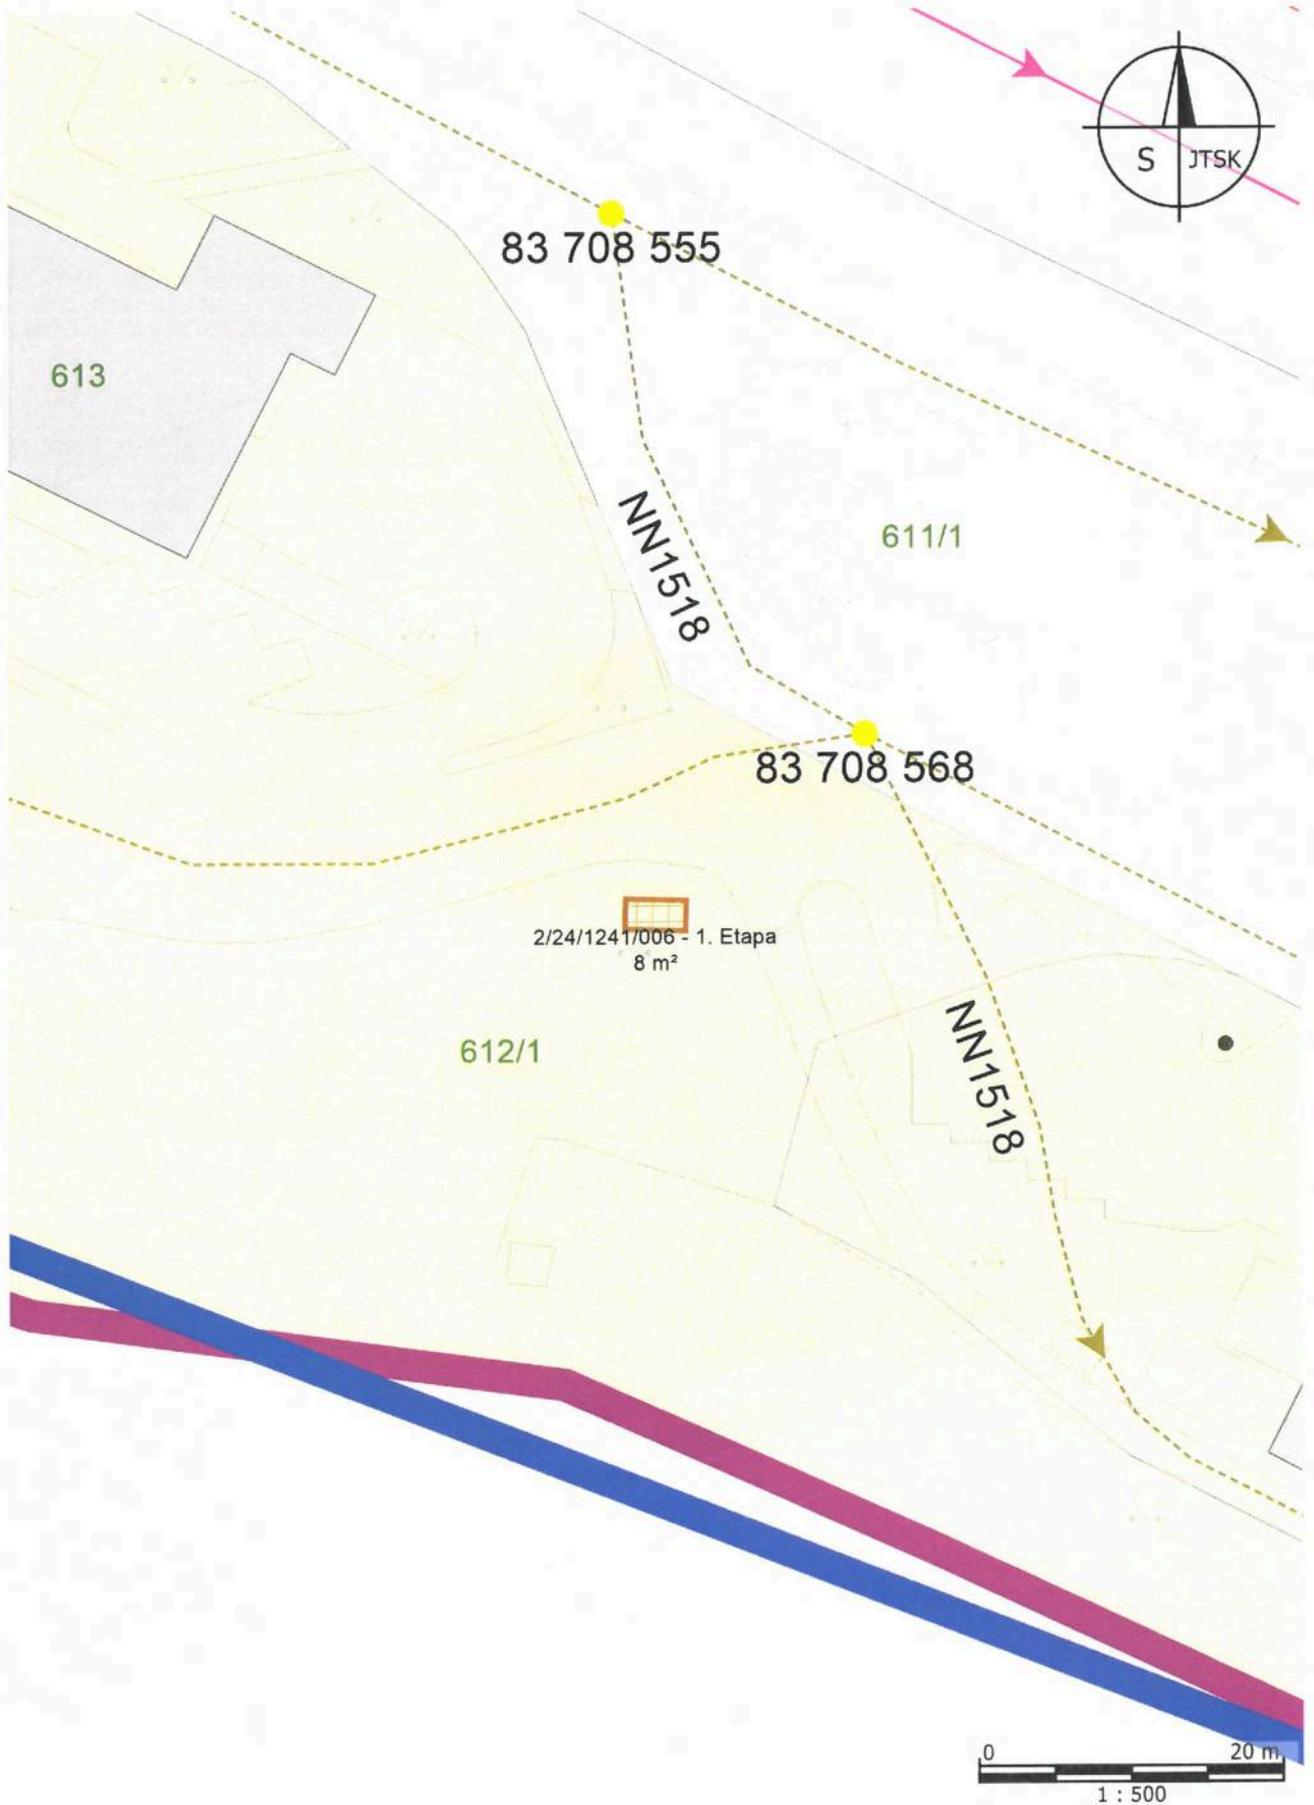 S JTSK
83 708 555
613
NN1518
611/1
83 708 568
2/24/1241/006 - 1. Etapa
8 m²
612/1
NN1518
0 20 m
1 : 500